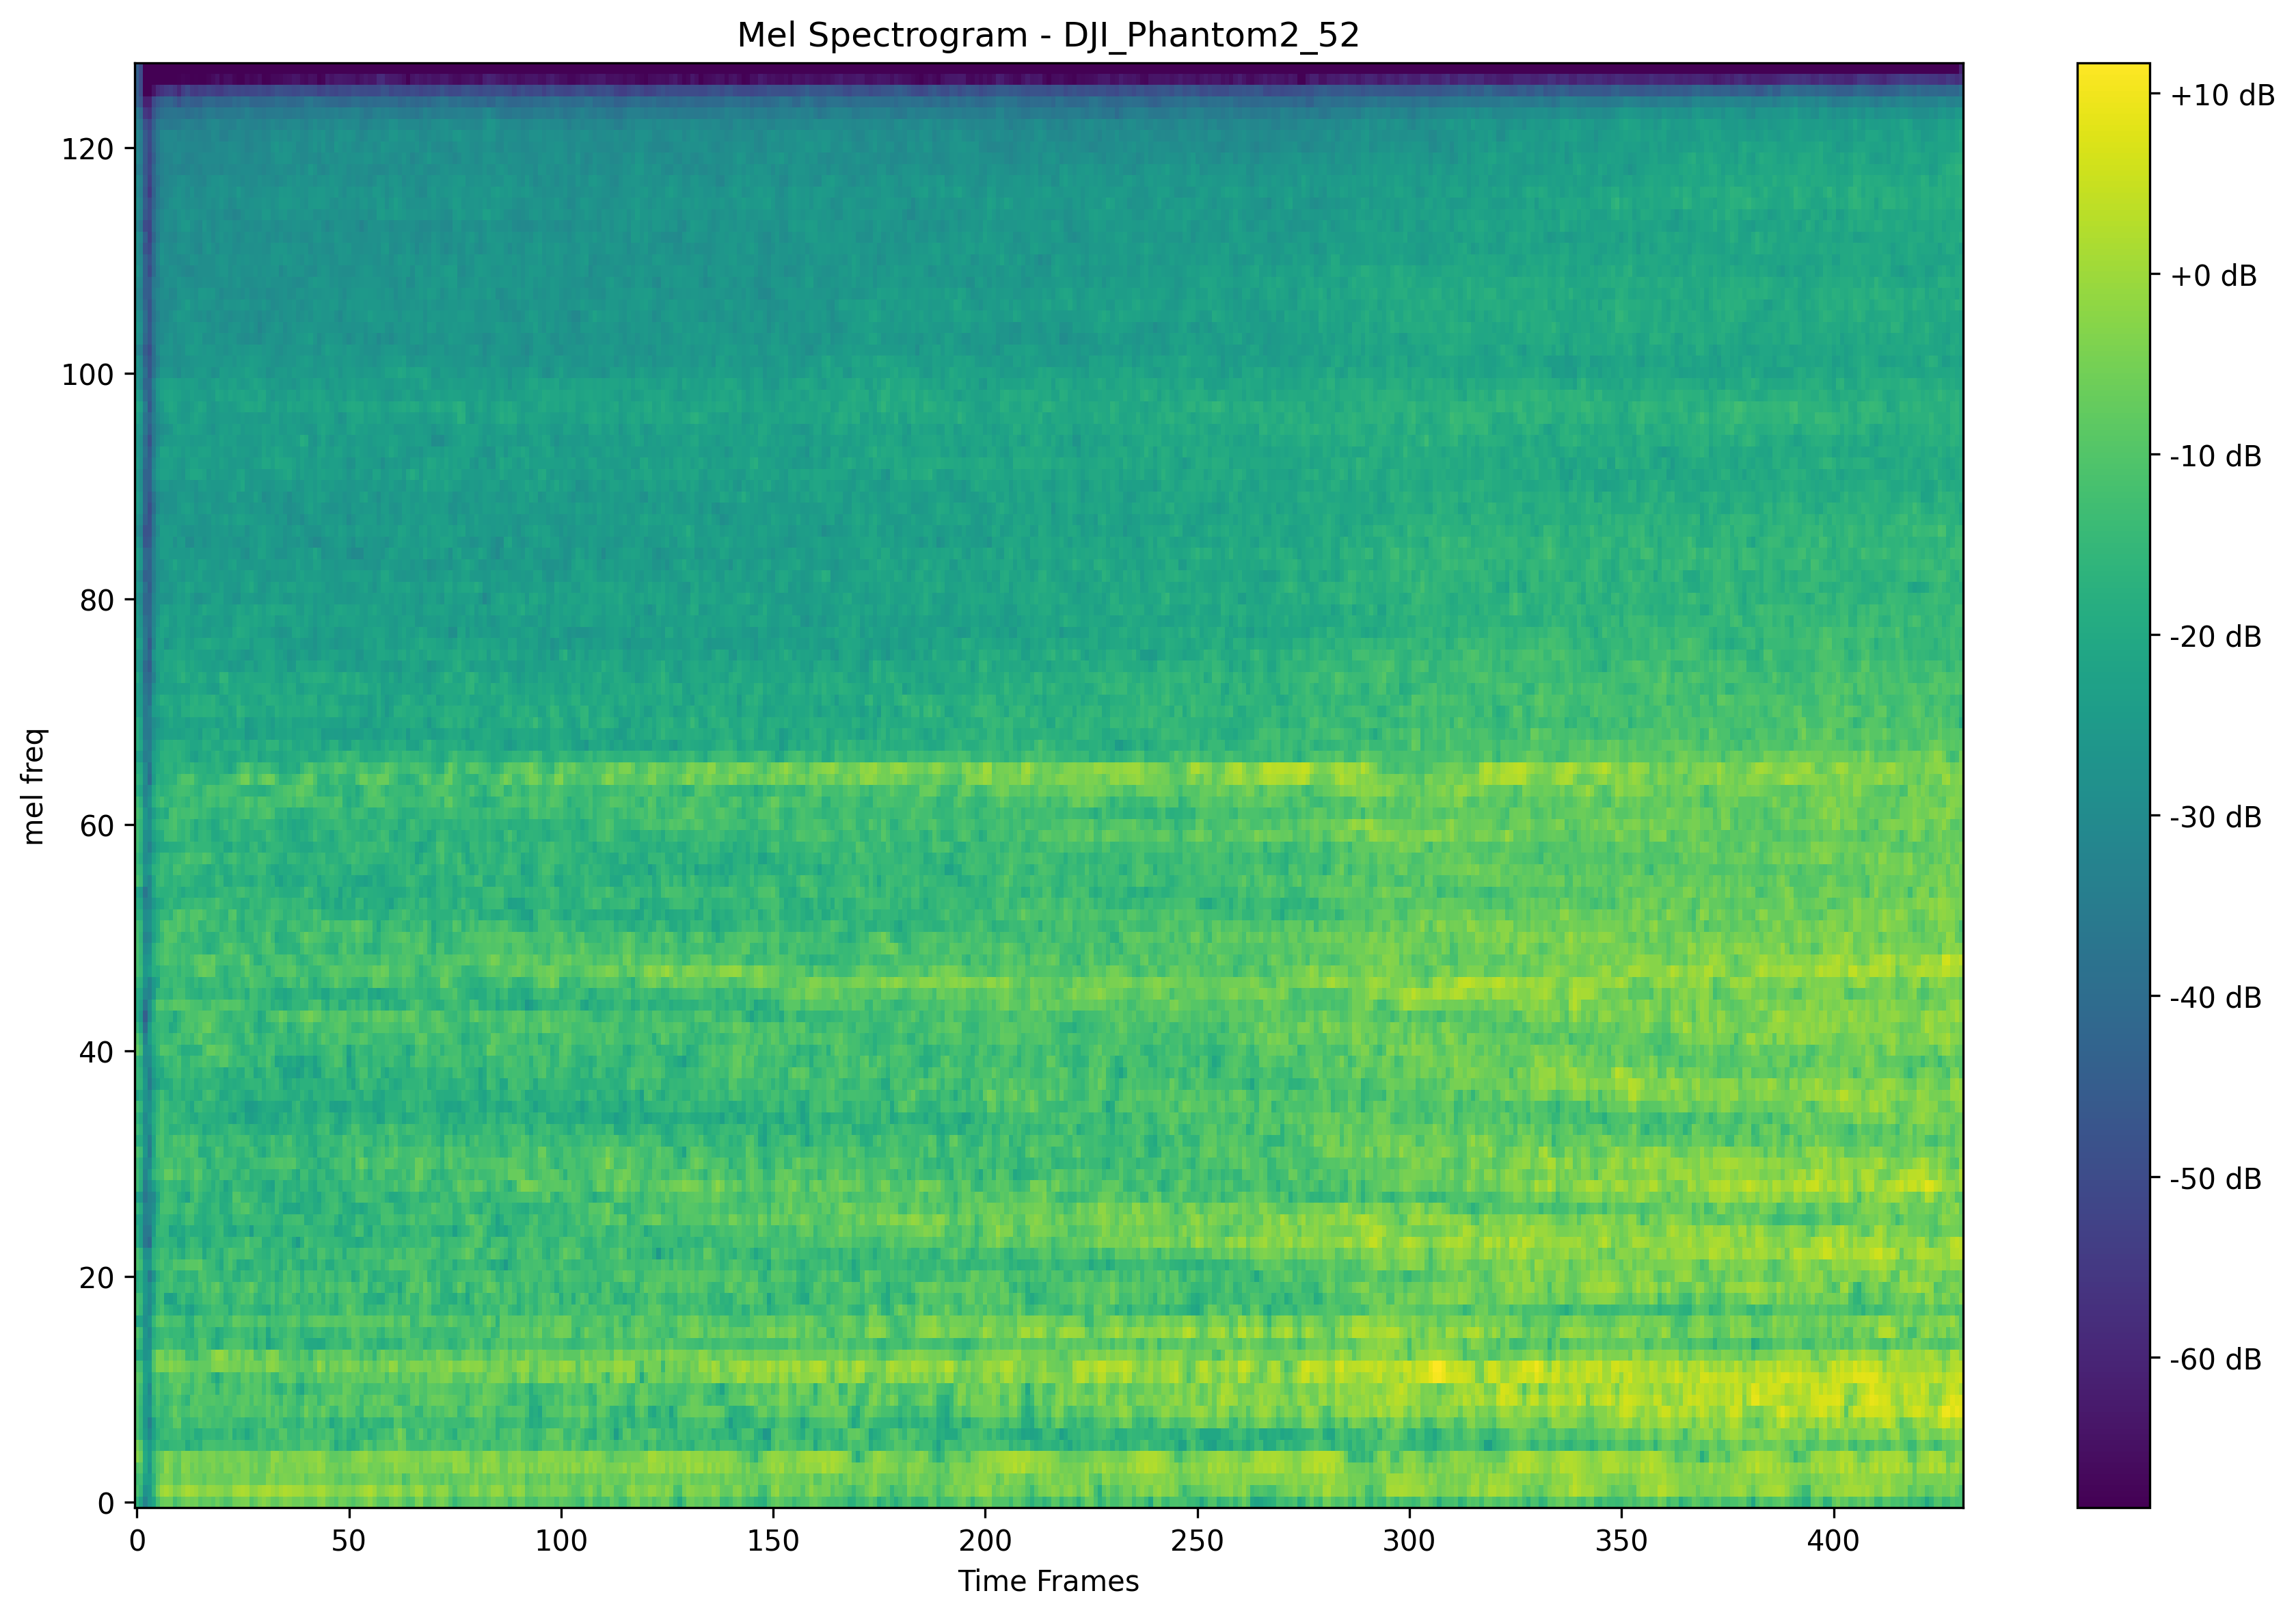 Mel Spectrogram - DJI_Phantom2_52
+10 dB
+0 dB
-10 dB
-20 dB
-30 dB
-40 dB
-50 dB
-60 dB
mel freq
120
100
80
60
40
20
0
0 50 100 150 200 250 300 350 400
Time Frames